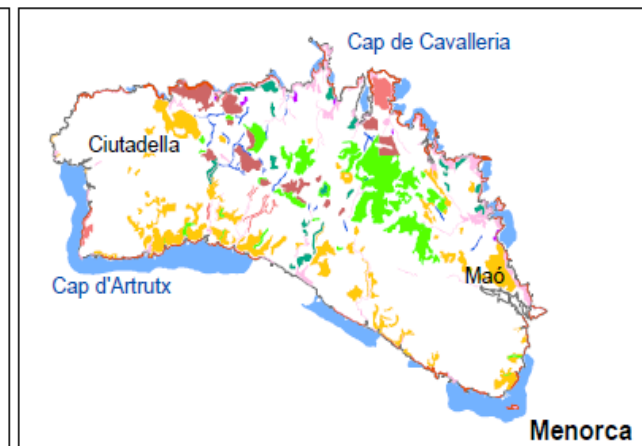 Cap de Cavalleria
Ciutadella
Cap d'Artrutx
Maó
Menorca